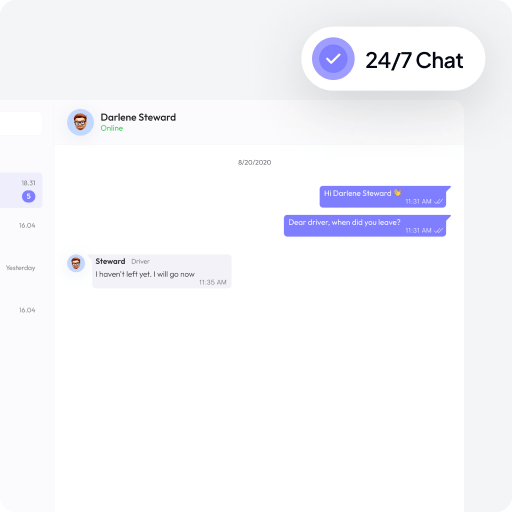 24/7 Chat
Darlene Steward
Online
8/20/2020
18.31
5
Hi Darlene Steward 👋
11:31 AM
16.04
Dear driver, when did you leave?
11:31 AM
Steward Driver
Yesterday
I haven't left yet. I will go now
11:35 AM
16.04